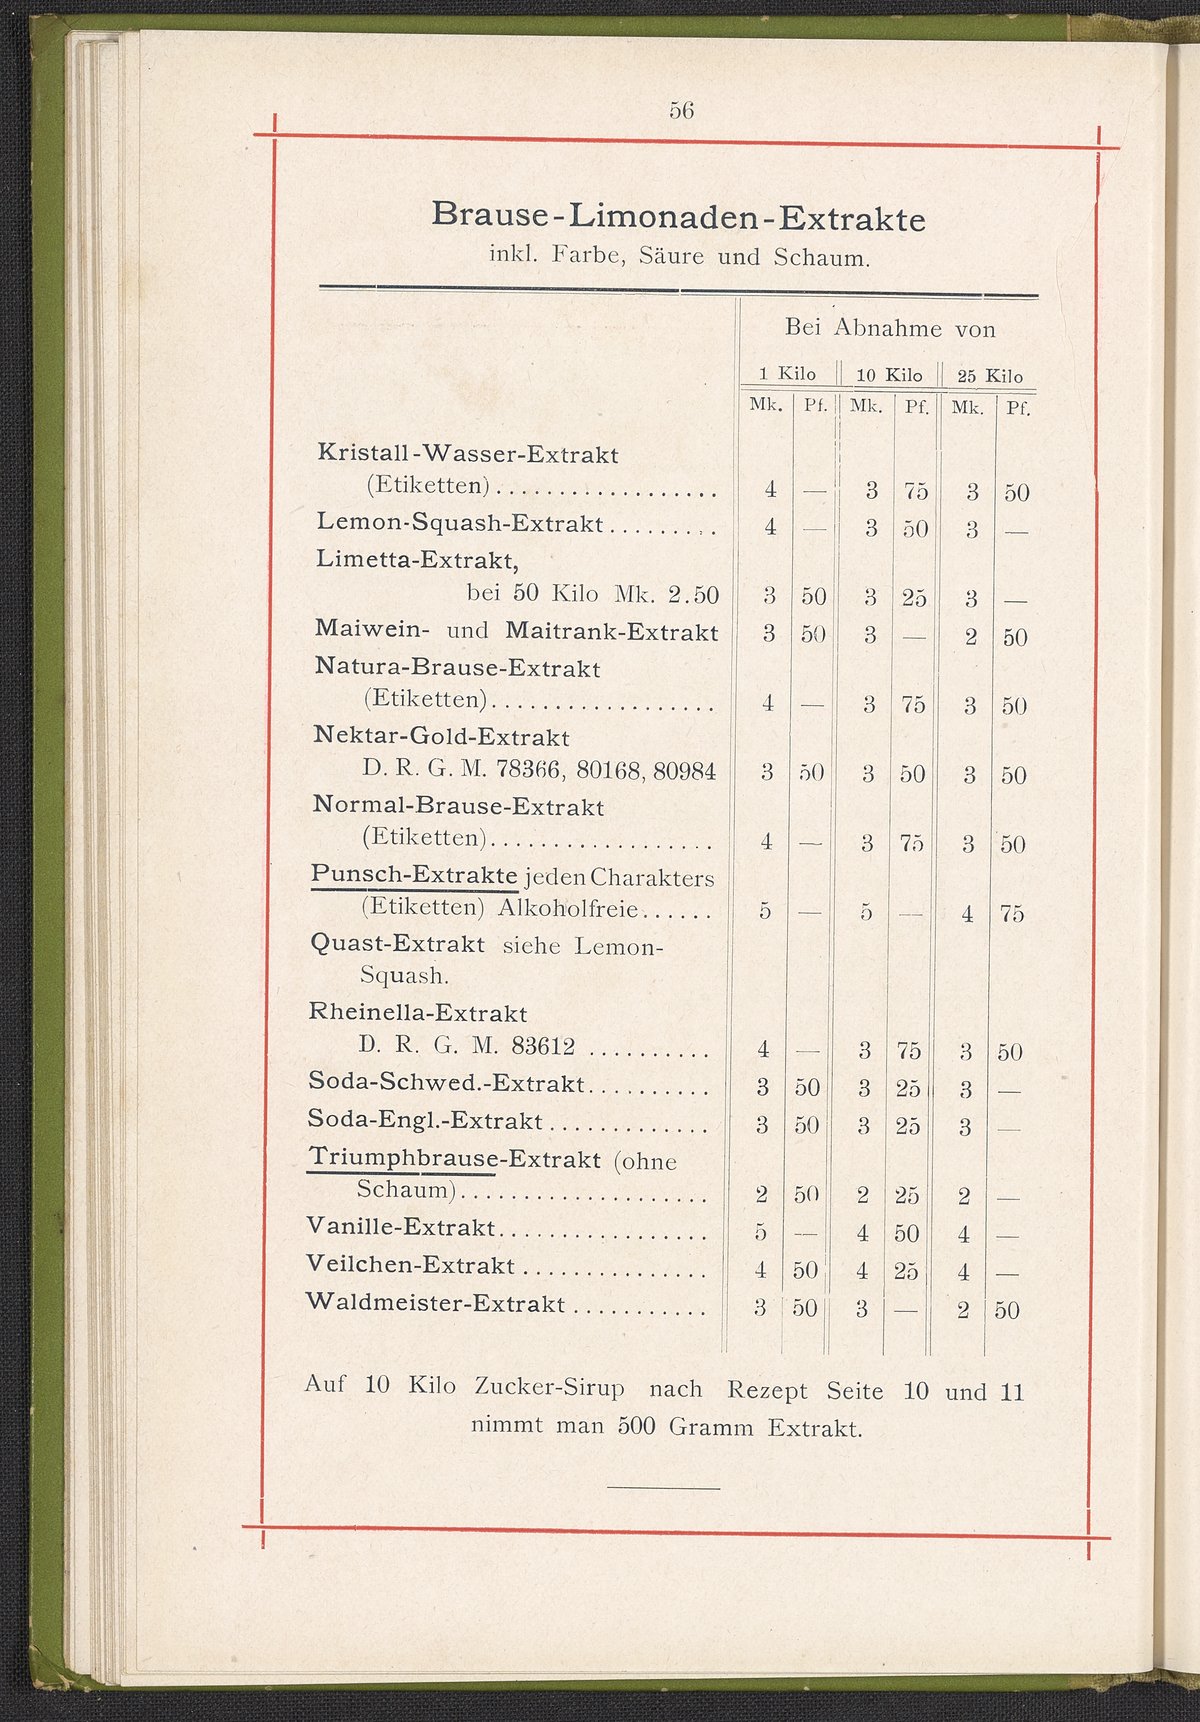 56
Brause-Limonaden-Extrakte
inkl. Farbe, Säure und Schaum.
Bei Abnahme von
1 Kilo 10 Kilo 25 Kilo
Mk. Pf. Mk. Pf. Mk. Pf.
Kristall-Wasser-Extrakt
(Etiketten).................. 4 — 3 75 3 50
Lemon-Squash-Extrakt......... 4 — 3 50 3 —
Limetta-Extrakt,
bei 50 Kilo Mk. 2.50 3 50 3 25 3 —
Maiwein- und Maitrank-Extrakt 3 50 3 — 2 50
Natura-Brause-Extrakt
(Etiketten).................. 4 — 3 75 3 50
Nektar-Gold-Extrakt
D. R. G. M. 78366, 80168, 80984 3 50 3 50 3 50
Normal-Brause-Extrakt
(Etiketten).................. 4 — 3 75 3 50
Punsch-Extrakte jeden Charakters
(Etiketten) Alkoholfreie...... 5 — 5 — 4 75
Quast-Extrakt siehe Lemon-
Squash.
Rheinella-Extrakt
D. R. G. M. 83612 .......... 4 — 3 75 3 50
Soda-Schwed.-Extrakt.......... 3 50 3 25 3 —
Soda-Engl.-Extrakt............. 3 50 3 25 3 —
Triumphbrause-Extrakt (ohne
Schaum).................... 2 50 2 25 2 —
Vanille-Extrakt................. 5 — 4 50 4 —
Veilchen-Extrakt............... 4 50 4 25 4 —
Waldmeister-Extrakt........... 3 50 3 — 2 50
Auf 10 Kilo Zucker-Sirup nach Rezept Seite 10 und 11
nimmt man 500 Gramm Extrakt.